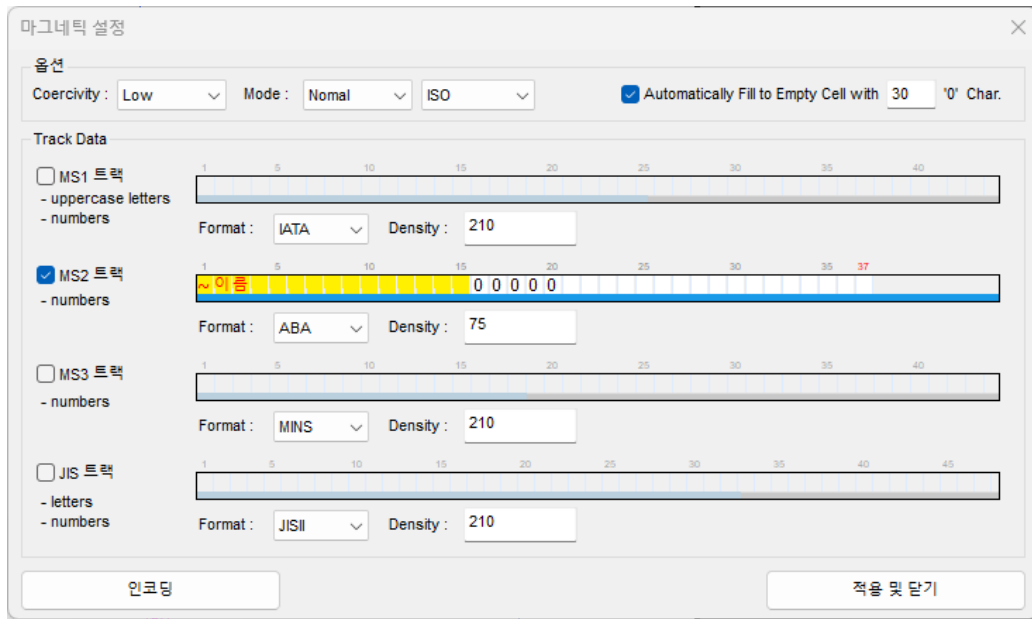 마그네틱 설정
옵션
Coercivity : Low Mode : Nomal ISO Automatically Fill to Empty Cell with 30 '0' Char.
Track Data
MS1 트랙
- uppercase letters
- numbers
1 5 10 15 20 25 30 35 40
Format : IATA Density : 210
MS2 트랙
- numbers
1 5 10 15 20 25 30 35 37
~ 이름 0 0 0 0 0
Format : ABA Density : 75
MS3 트랙
- numbers
1 5 10 15 20 25 30 35 40
Format : MINS Density : 210
JIS 트랙
- letters
- numbers
1 5 10 15 20 25 30 35 40 45
Format : JISII Density : 210
인코딩 적용 및 닫기